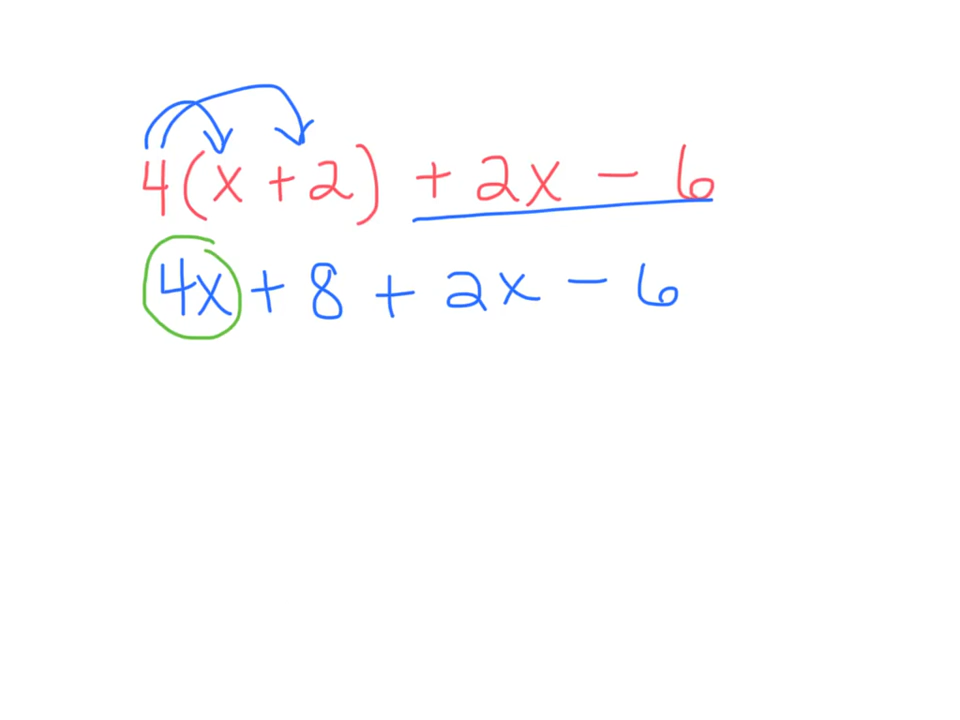 4(x + 2) + 2x - 6
4x + 8 + 2x - 6